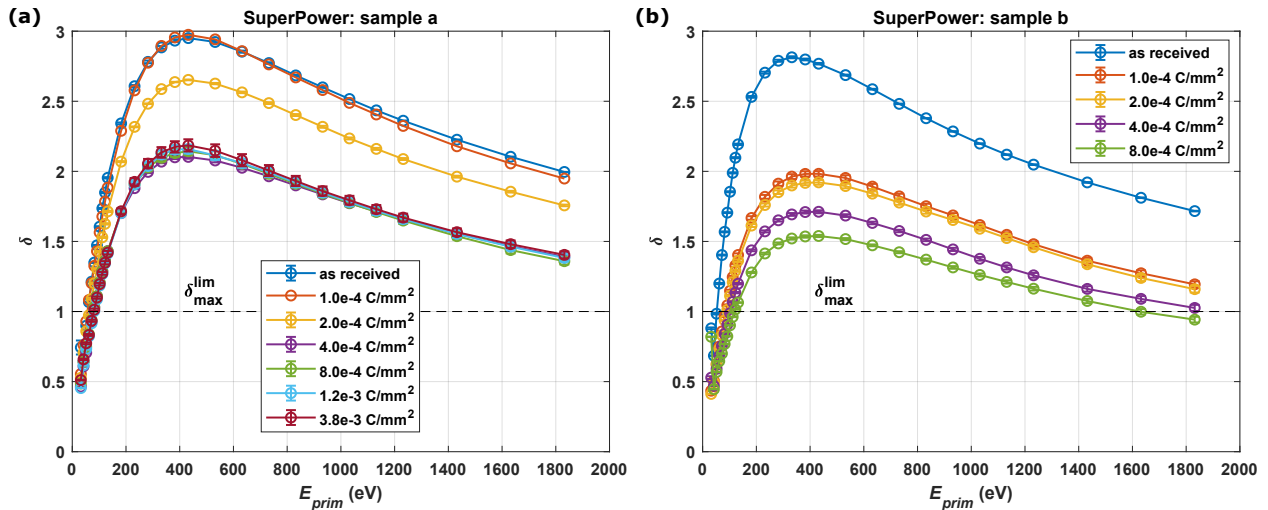 (a)
SuperPower: sample a
3
2.5
2
1.5
1
0.5
0
δ
δ_max^lim
as received
1.0e-4 C/mm²
2.0e-4 C/mm²
4.0e-4 C/mm²
8.0e-4 C/mm²
1.2e-3 C/mm²
3.8e-3 C/mm²
0 200 400 600 800 1000 1200 1400 1600 1800 2000
E_prim (eV)
(b)
SuperPower: sample b
3
2.5
2
1.5
1
0.5
0
δ
as received
1.0e-4 C/mm²
2.0e-4 C/mm²
4.0e-4 C/mm²
8.0e-4 C/mm²
δ_max^lim
0 200 400 600 800 1000 1200 1400 1600 1800 2000
E_prim (eV)